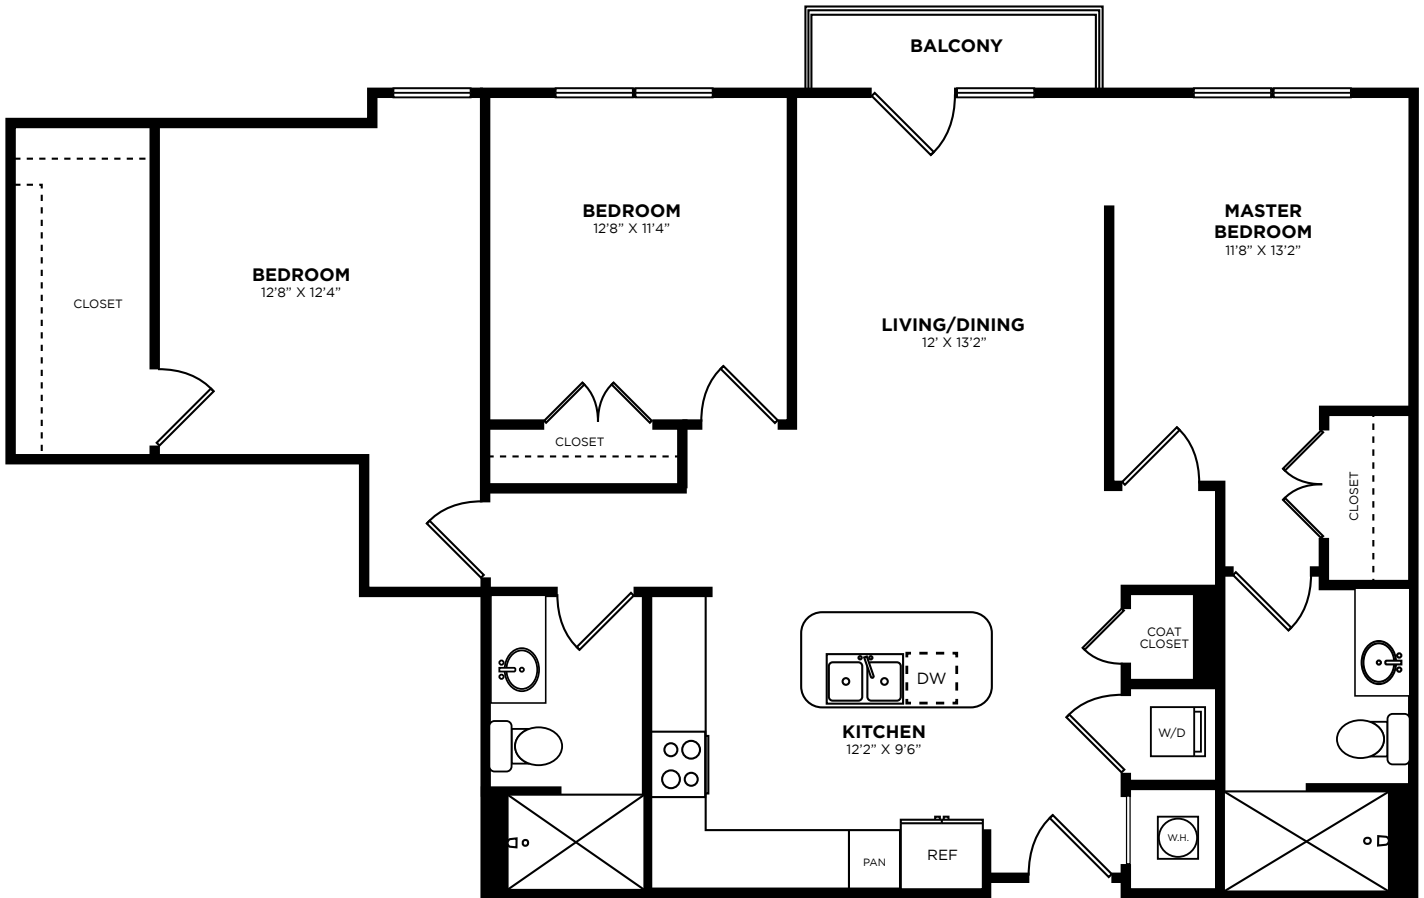 BALCONY
BEDROOM
12’8” X 11’4”
MASTER
BEDROOM
11’8” X 13’2”
BEDROOM
12’8” X 12’4”
CLOSET
LIVING/DINING
12’ X 13’2”
CLOSET
CLOSET
COAT
CLOSET
DW
KITCHEN
12’2” X 9’6”
W/D
W.H.
PAN
REF